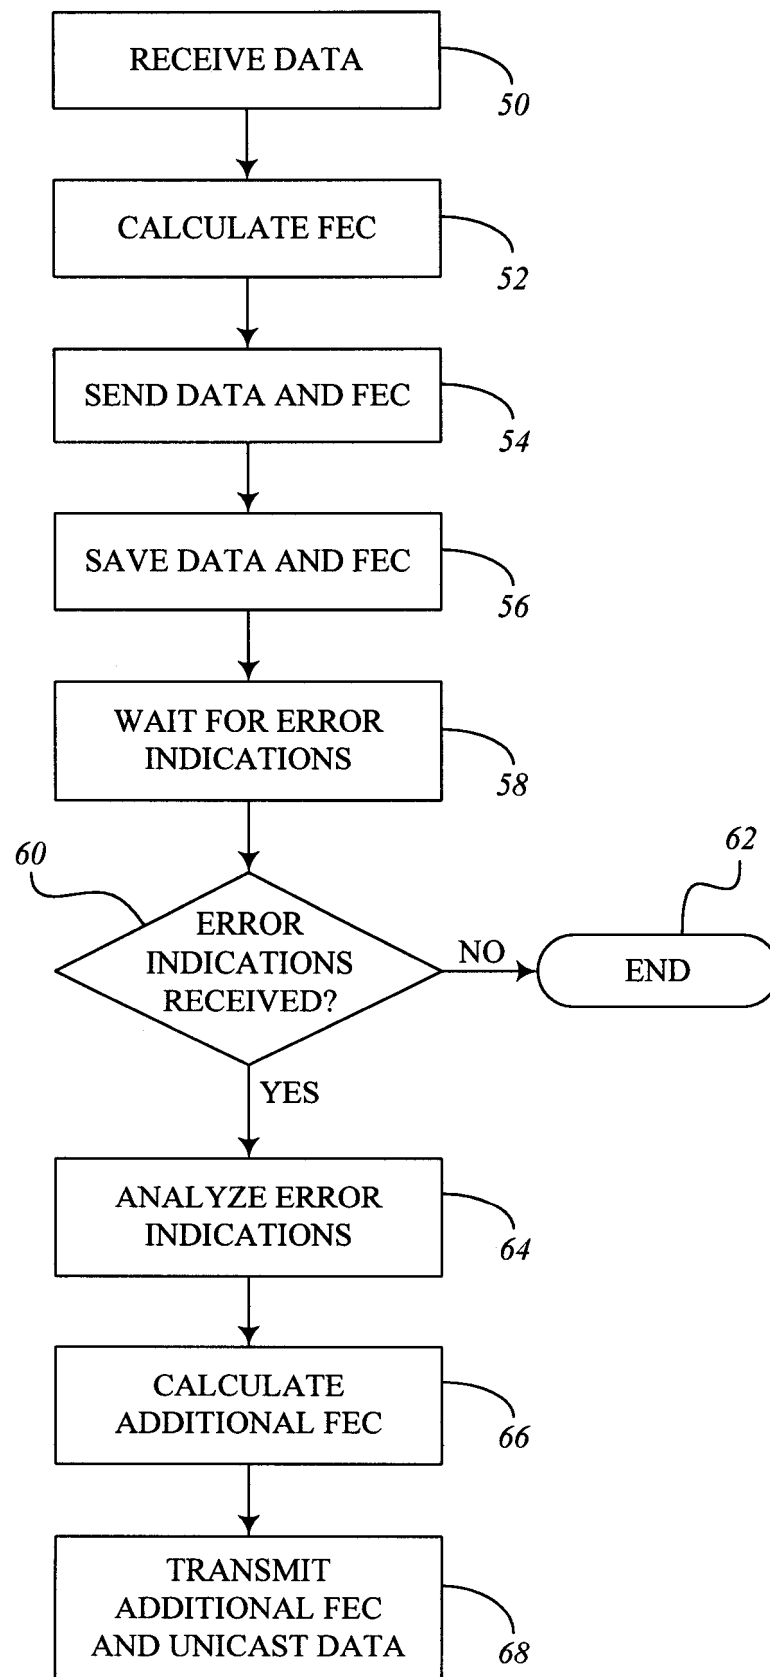 RECEIVE DATA
50
CALCULATE FEC
52
SEND DATA AND FEC
54
SAVE DATA AND FEC
56
WAIT FOR ERROR
INDICATIONS
58
60
ERROR
INDICATIONS
RECEIVED?
NO
62
END
YES
ANALYZE ERROR
INDICATIONS
64
CALCULATE
ADDITIONAL FEC
66
TRANSMIT
ADDITIONAL FEC
AND UNICAST DATA
68